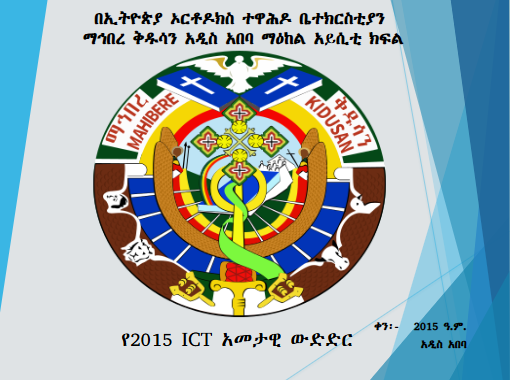 በኢትዮጵያ ኦርቶዶክስ ተዋሕዶ ቤተክርስቲያን
ማኅበረ ቅዱሳን አዲስ አበባ ማዕከል አይሲቲ ክፍል
ማኅበረ
MAHIBERE
ቅዱሳን
KIDUSAN
የ2015 ICT አመታዊ ውድድር
ቀን፡- 2015 ዓ.ም.
አዲስ አበባ